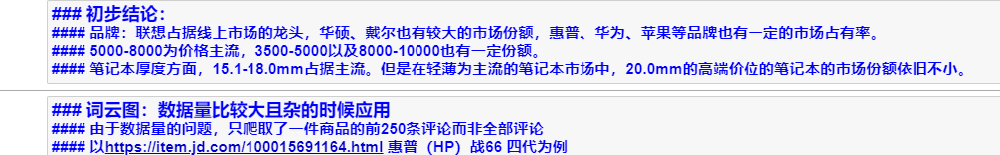 ### 初步结论：
#### 品牌：联想占据线上市场的龙头，华硕、戴尔也有较大的市场份额，惠普、华为、苹果等品牌也有一定的市场占有率。
#### 5000-8000为价格主流，3500-5000以及8000-10000也有一定份额。
#### 笔记本厚度方面，15.1-18.0mm占据主流。但是在轻薄为主流的笔记本市场中，20.0mm的高端价位的笔记本的市场份额依旧不小。
### 词云图：数据量比较大且杂的时候应用
#### 由于数据量的问题，只爬取了一件商品的前250条评论而非全部评论
#### 以https://item.jd.com/100015691164.html 惠普（HP）战66 四代为例